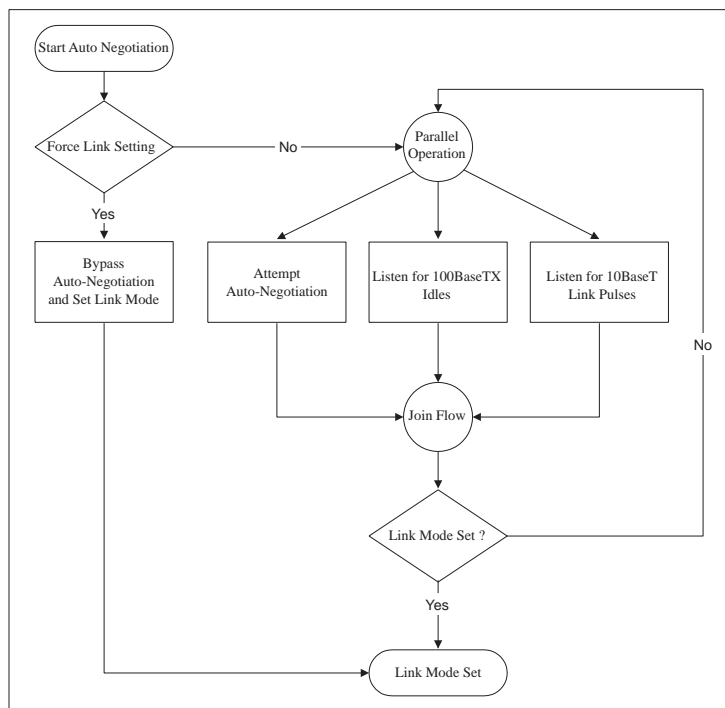 Start Auto Negotiation
Force Link Setting
No
Parallel
Operation
Yes
Bypass
Auto-Negotiation
and Set Link Mode
Attempt
Auto-Negotiation
Listen for 100BaseTX
Idles
Listen for 10BaseT
Link Pulses
No
Join Flow
Link Mode Set ?
Yes
Link Mode Set